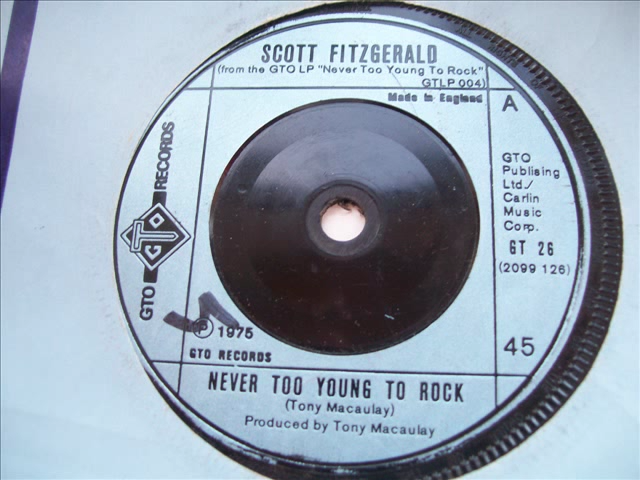 SCOTT FITZGERALD
(from the GTO LP "Never Too Young To Rock"
GTLP 004)
Made in England
A
GTO RECORDS
GTO
GTO
Publising
Ltd./
Carlin
Music
Corp.
GT 26
(2099 126)
Ⓟ 1975
GTO RECORDS
45
NEVER TOO YOUNG TO ROCK
(Tony Macaulay)
Produced by Tony Macaulay